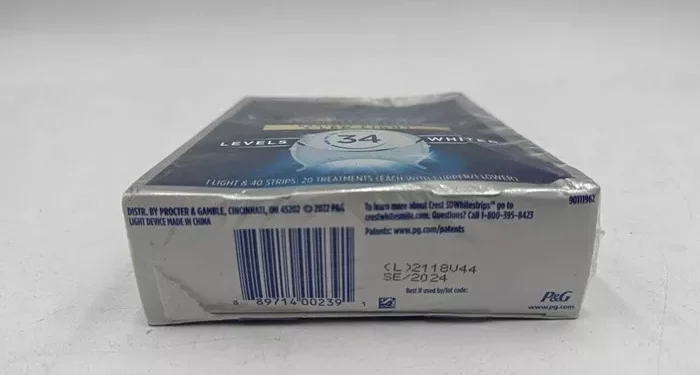 LEVELS 34 WHITER
1 LIGHT & 40 STRIPS: 20 TREATMENTS (EACH WITH 1 UPPER/1 LOWER)
90111962
DISTR. BY PROCTER & GAMBLE, CINCINNATI, OH 45202 © 2022 P&G
LIGHT DEVICE MADE IN CHINA
To learn more about Crest 3DWhitestrips™ go to
crestwhitesmile.com. Questions? Call 1-800-395-8423
Patents: www.pg.com/patents
(L)2118V44
SE/2024
Best if used by/lot code:
8 89714 00239 1
P&G
www.pg.com